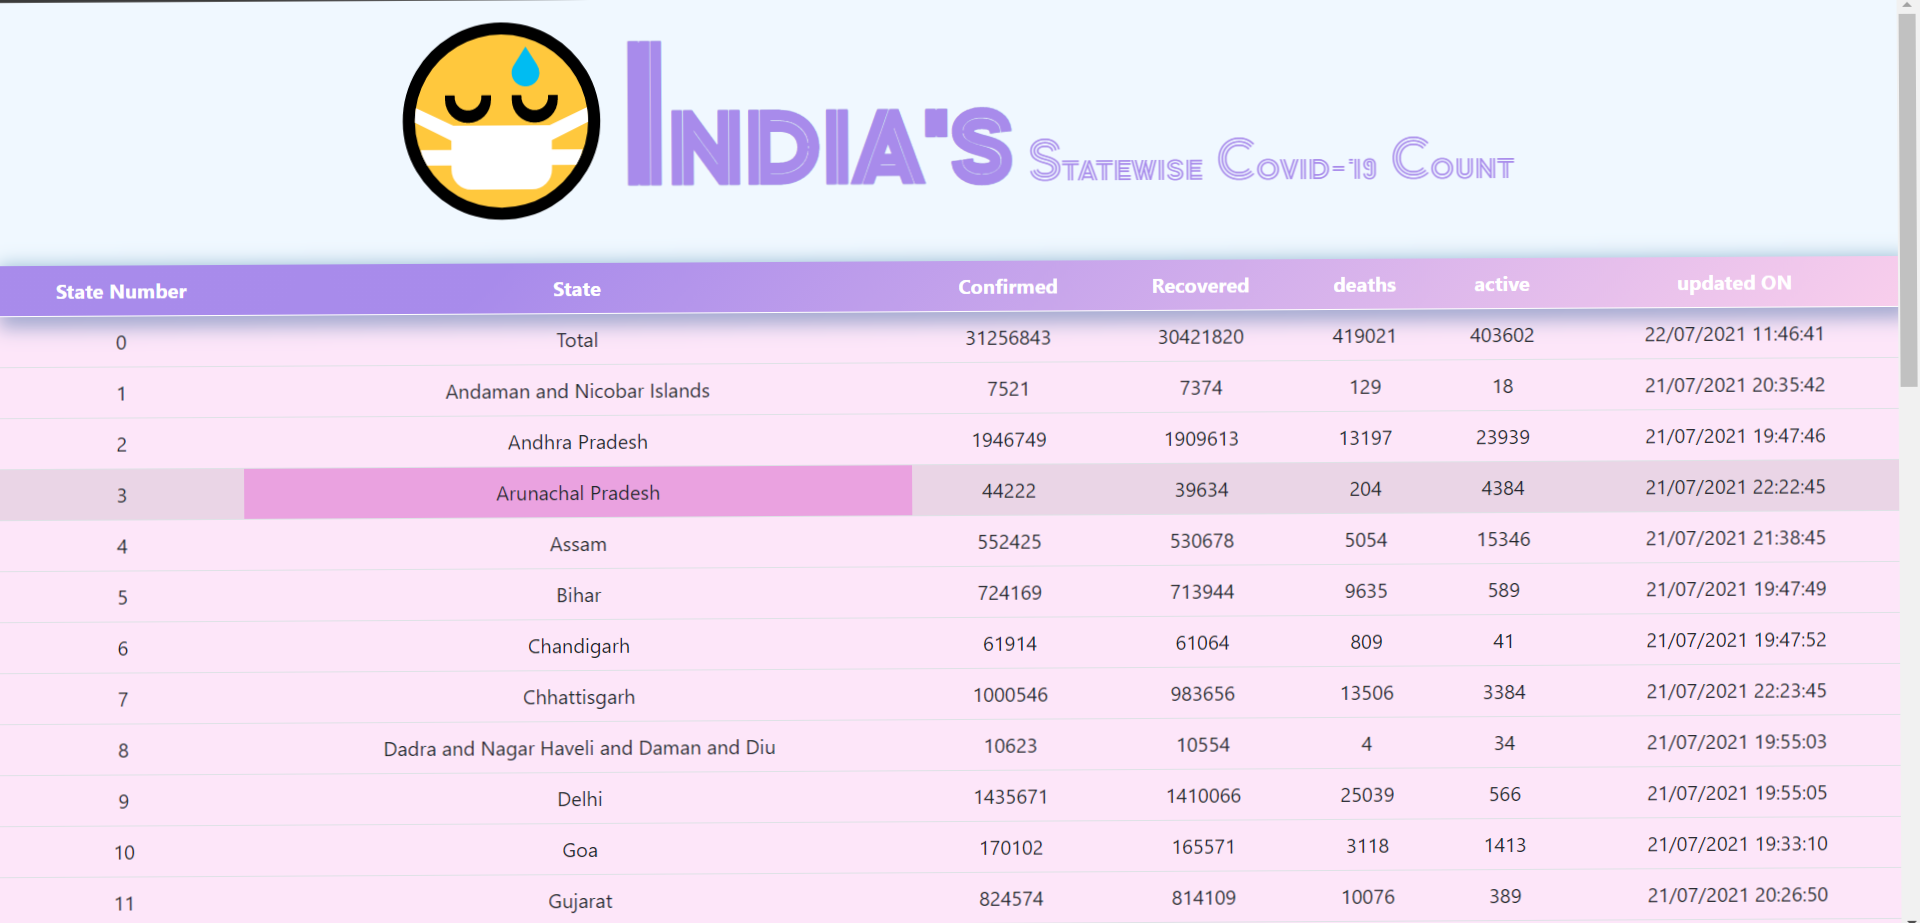 India's Statewise Covid-'19 Count
State Number State Confirmed Recovered deaths active updated ON
0 Total 31256843 30421820 419021 403602 22/07/2021 11:46:41
1 Andaman and Nicobar Islands 7521 7374 129 18 21/07/2021 20:35:42
2 Andhra Pradesh 1946749 1909613 13197 23939 21/07/2021 19:47:46
3 Arunachal Pradesh 44222 39634 204 4384 21/07/2021 22:22:45
4 Assam 552425 530678 5054 15346 21/07/2021 21:38:45
5 Bihar 724169 713944 9635 589 21/07/2021 19:47:49
6 Chandigarh 61914 61064 809 41 21/07/2021 19:47:52
7 Chhattisgarh 1000546 983656 13506 3384 21/07/2021 22:23:45
8 Dadra and Nagar Haveli and Daman and Diu 10623 10554 4 34 21/07/2021 19:55:03
9 Delhi 1435671 1410066 25039 566 21/07/2021 19:55:05
10 Goa 170102 165571 3118 1413 21/07/2021 19:33:10
11 Gujarat 824574 814109 10076 389 21/07/2021 20:26:50